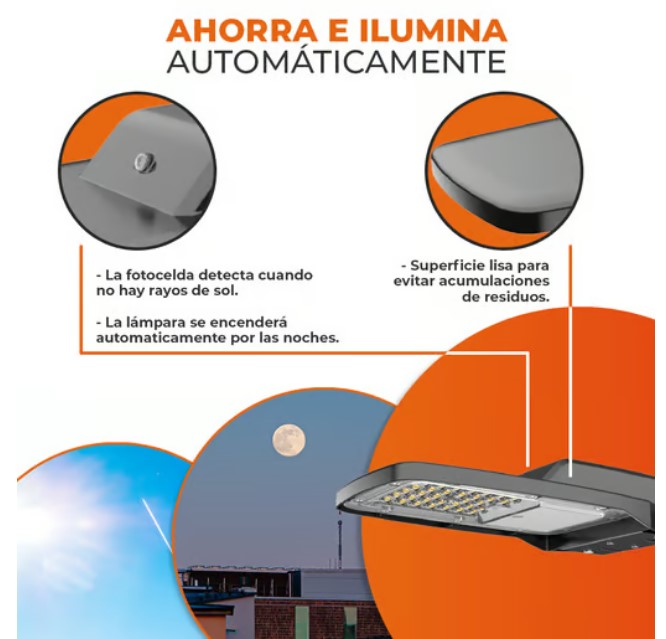 AHORRA E ILUMINA
AUTOMÁTICAMENTE
- La fotocelda detecta cuando
no hay rayos de sol.
- La lámpara se encenderá
automaticamente por las noches.
- Superficie lisa para
evitar acumulaciones
de residuos.